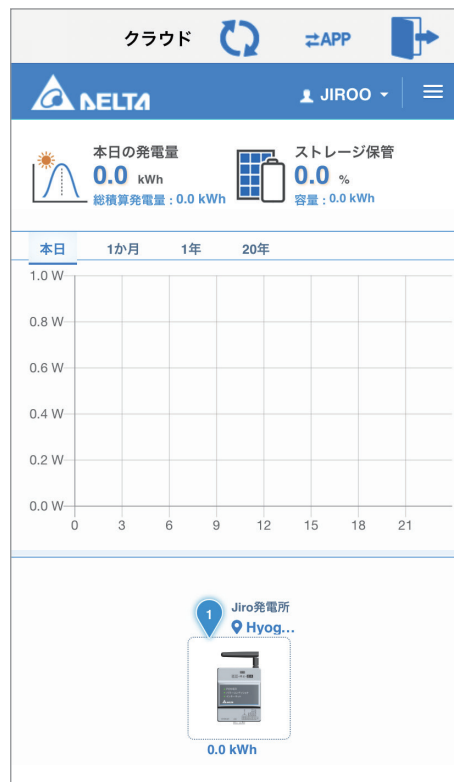 クラウド
⇄APP
DELTA
JIROO
本日の発電量
0.0 kWh
総積算発電量 : 0.0 kWh
ストレージ保管
0.0 %
容量 : 0.0 kWh
本日 1か月 1年 20年
1.0 W
0.8 W
0.6 W
0.4 W
0.2 W
0.0 W
0 3 6 9 12 15 18 21
1
Jiro発電所
Hyog...
0.0 kWh